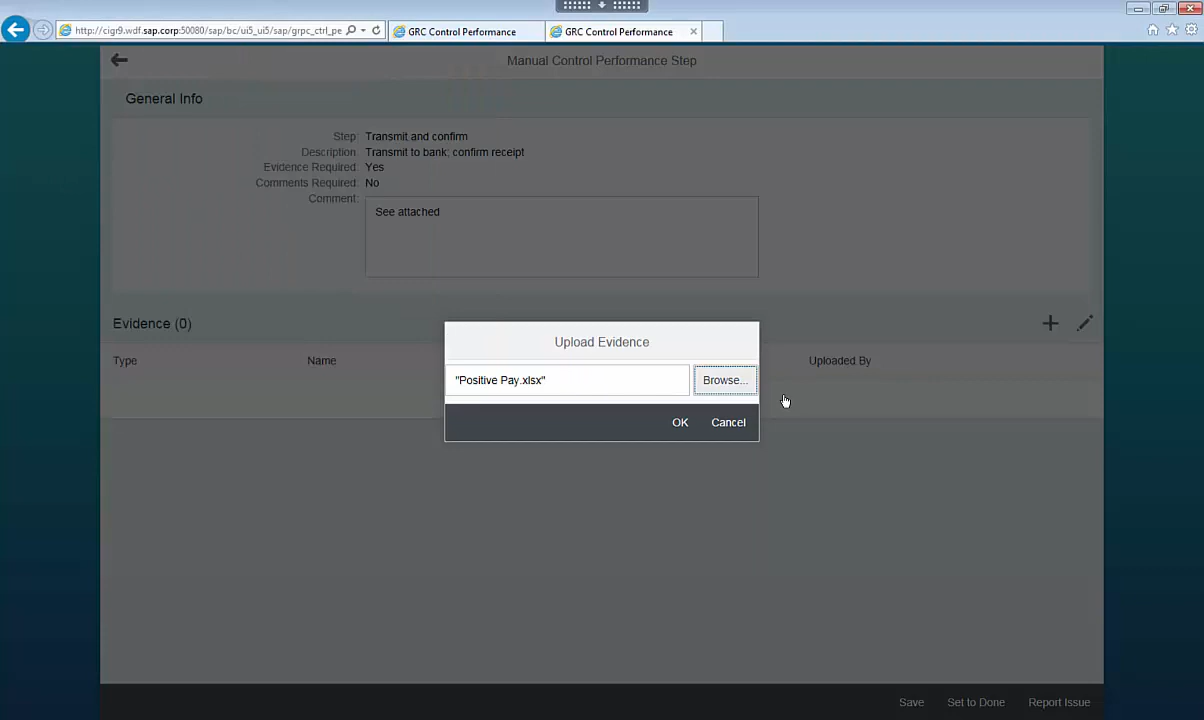 http://cigr9.wdf.sap.corp:50080/sap/bc/ui5_ui5/sap/grpc_ctrl_pe
GRC Control Performance
GRC Control Performance
Manual Control Performance Step
General Info
Step: Transmit and confirm
Description: Transmit to bank; confirm receipt
Evidence Required: Yes
Comments Required: No
Comment:
See attached
Evidence (0)
Type Name Uploaded By
Upload Evidence
"Positive Pay.xlsx" Browse...
OK Cancel
Save Set to Done Report Issue